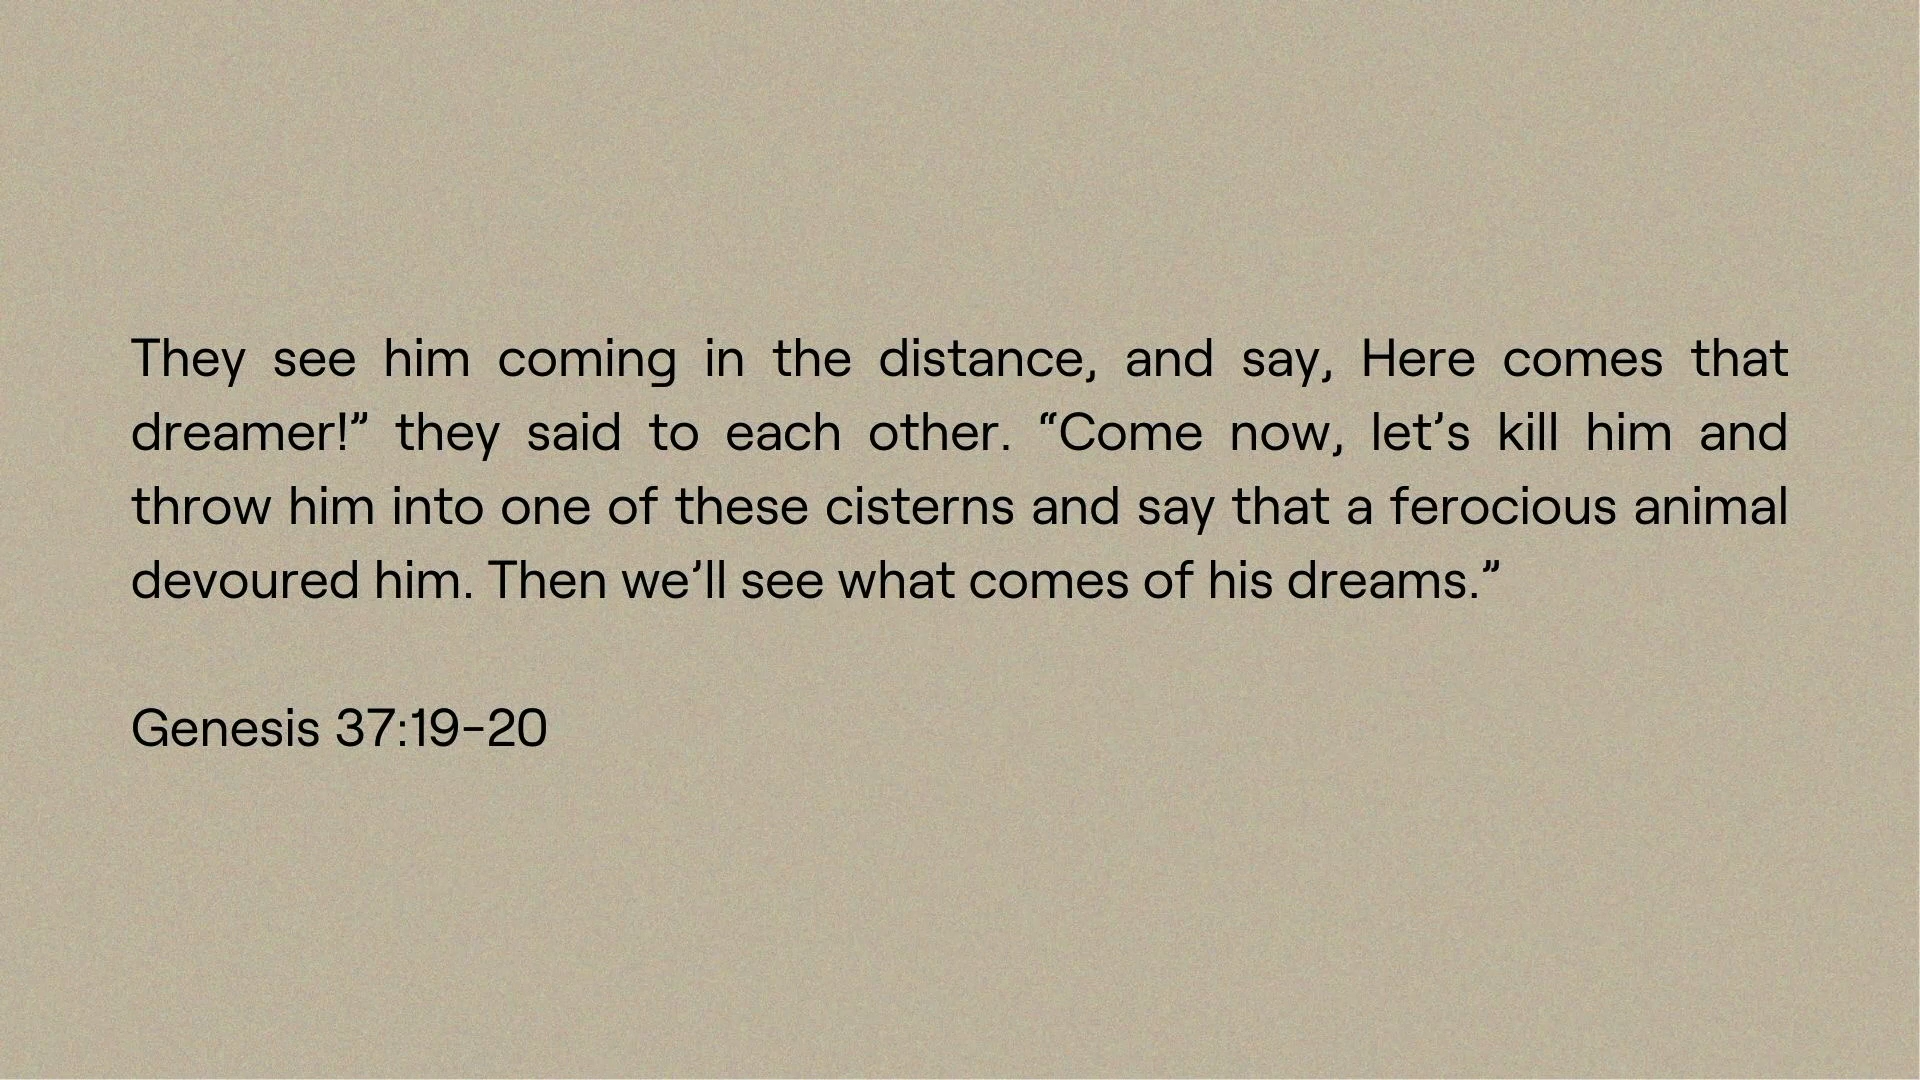 They see him coming in the distance, and say, Here comes that
dreamer!” they said to each other. “Come now, let’s kill him and
throw him into one of these cisterns and say that a ferocious animal
devoured him. Then we’ll see what comes of his dreams.”
Genesis 37:19-20